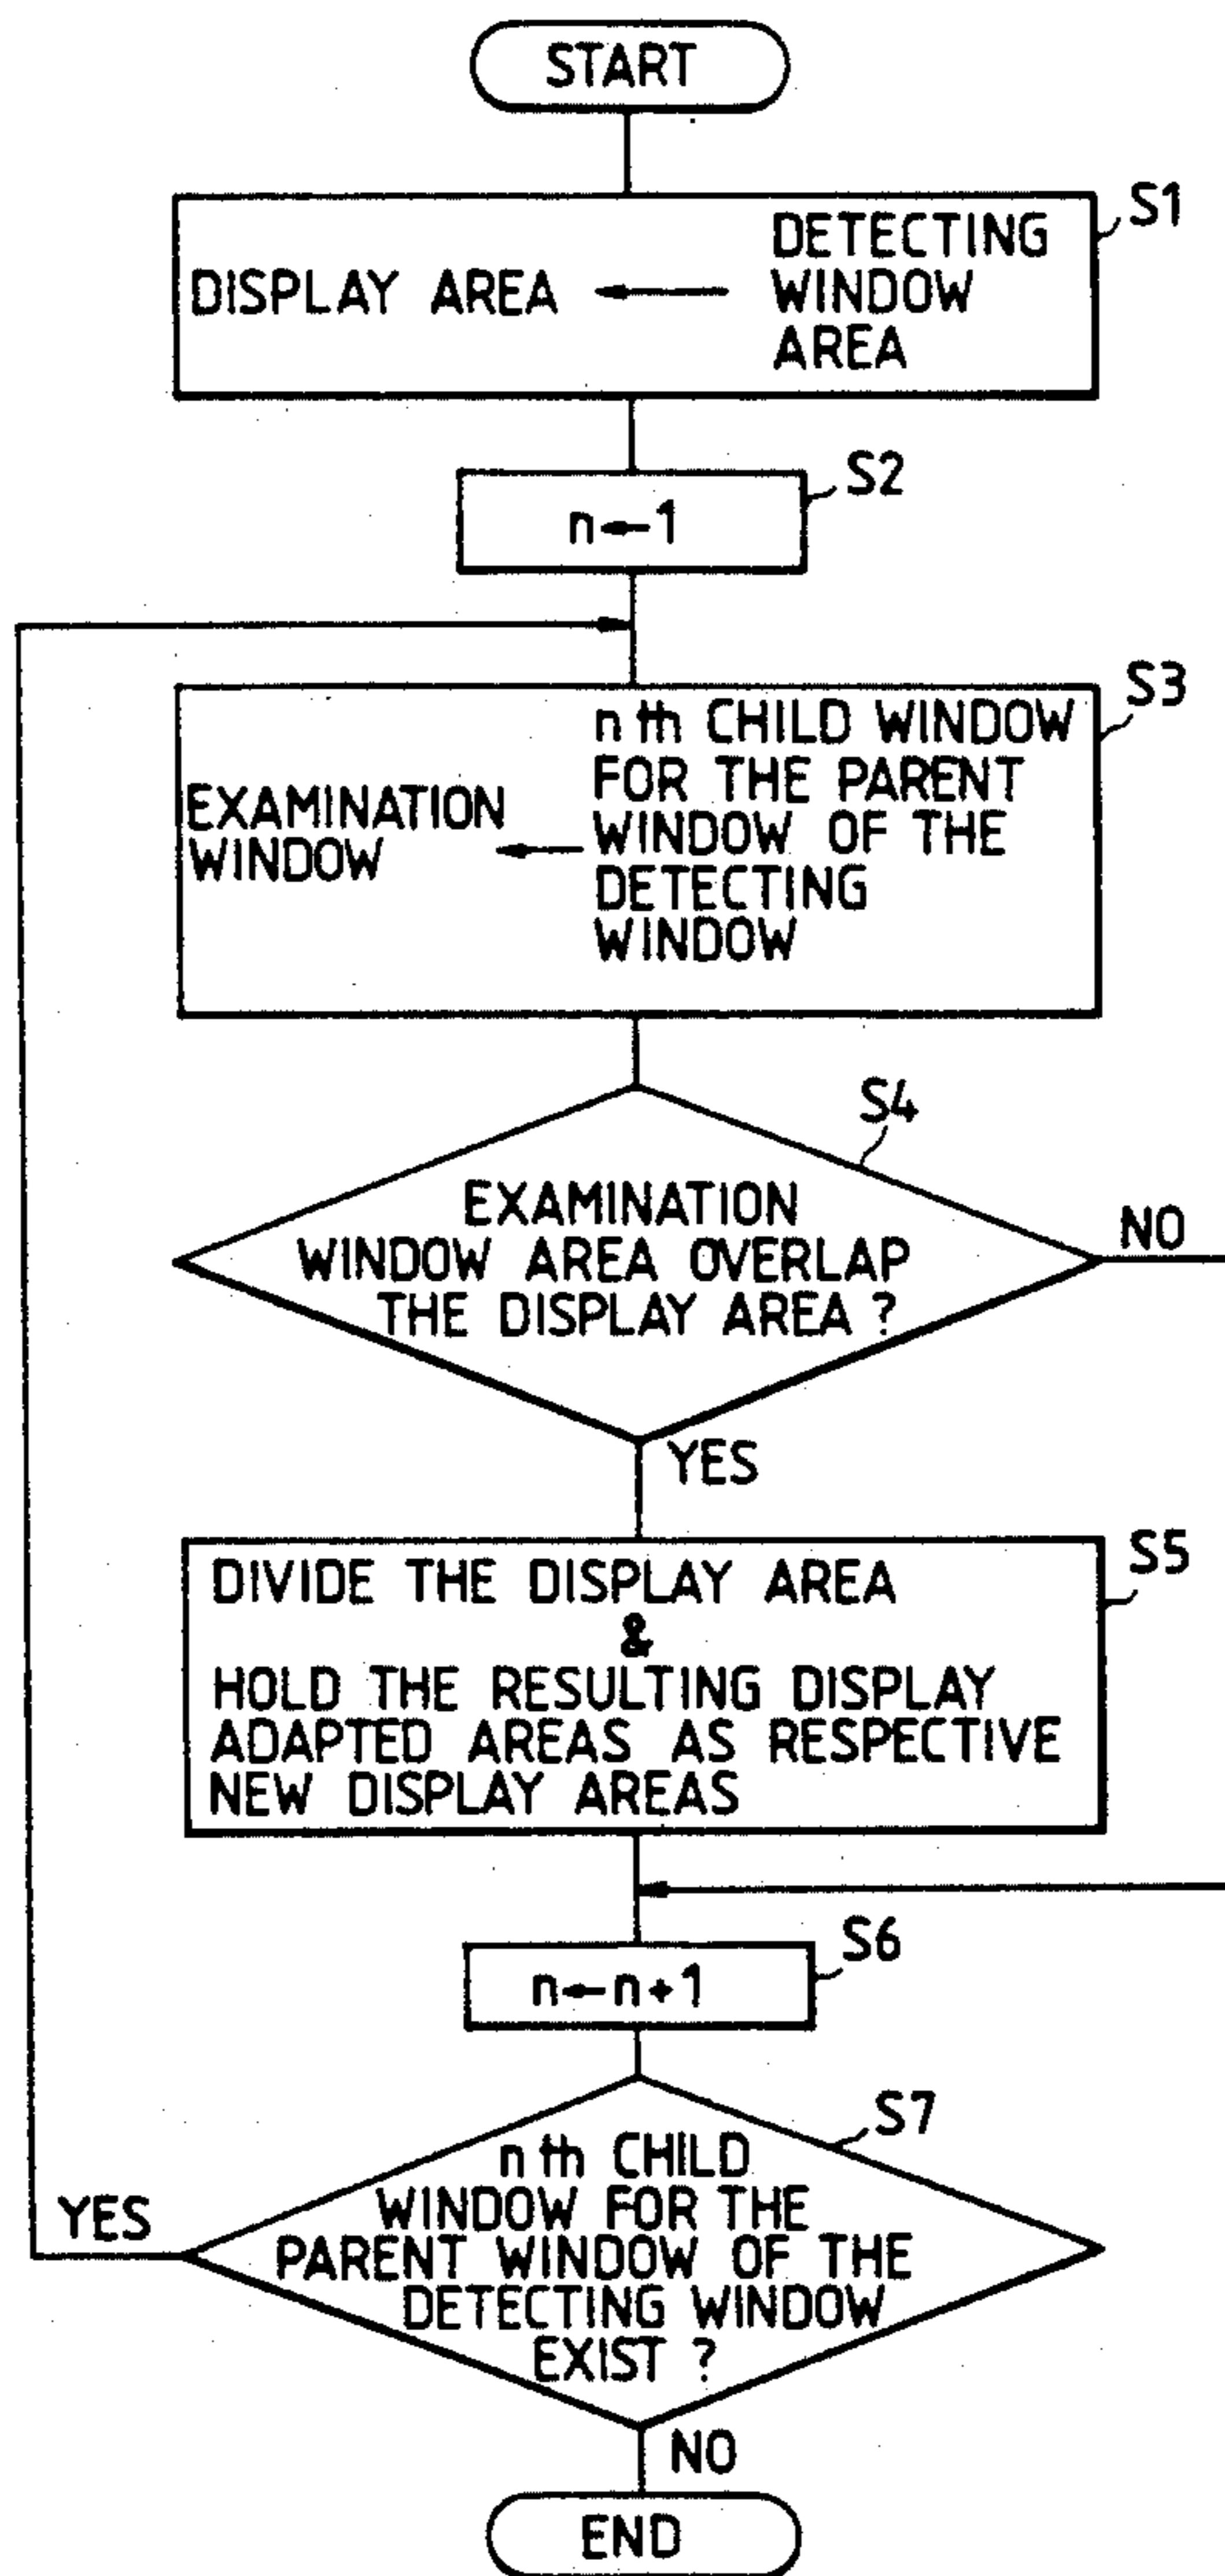 START
S1
DETECTING
DISPLAY AREA ← WINDOW
AREA
S2
n←1
S3
nth CHILD WINDOW
FOR THE PARENT
EXAMINATION
WINDOW OF THE
WINDOW ←
DETECTING
WINDOW
S4
EXAMINATION
NO
WINDOW AREA OVERLAP
THE DISPLAY AREA ?
YES
S5
DIVIDE THE DISPLAY AREA
&
HOLD THE RESULTING DISPLAY
ADAPTED AREAS AS RESPECTIVE
NEW DISPLAY AREAS
S6
n←n+1
S7
nth CHILD
YES
WINDOW FOR THE
PARENT WINDOW OF THE
DETECTING WINDOW
EXIST ?
NO
END